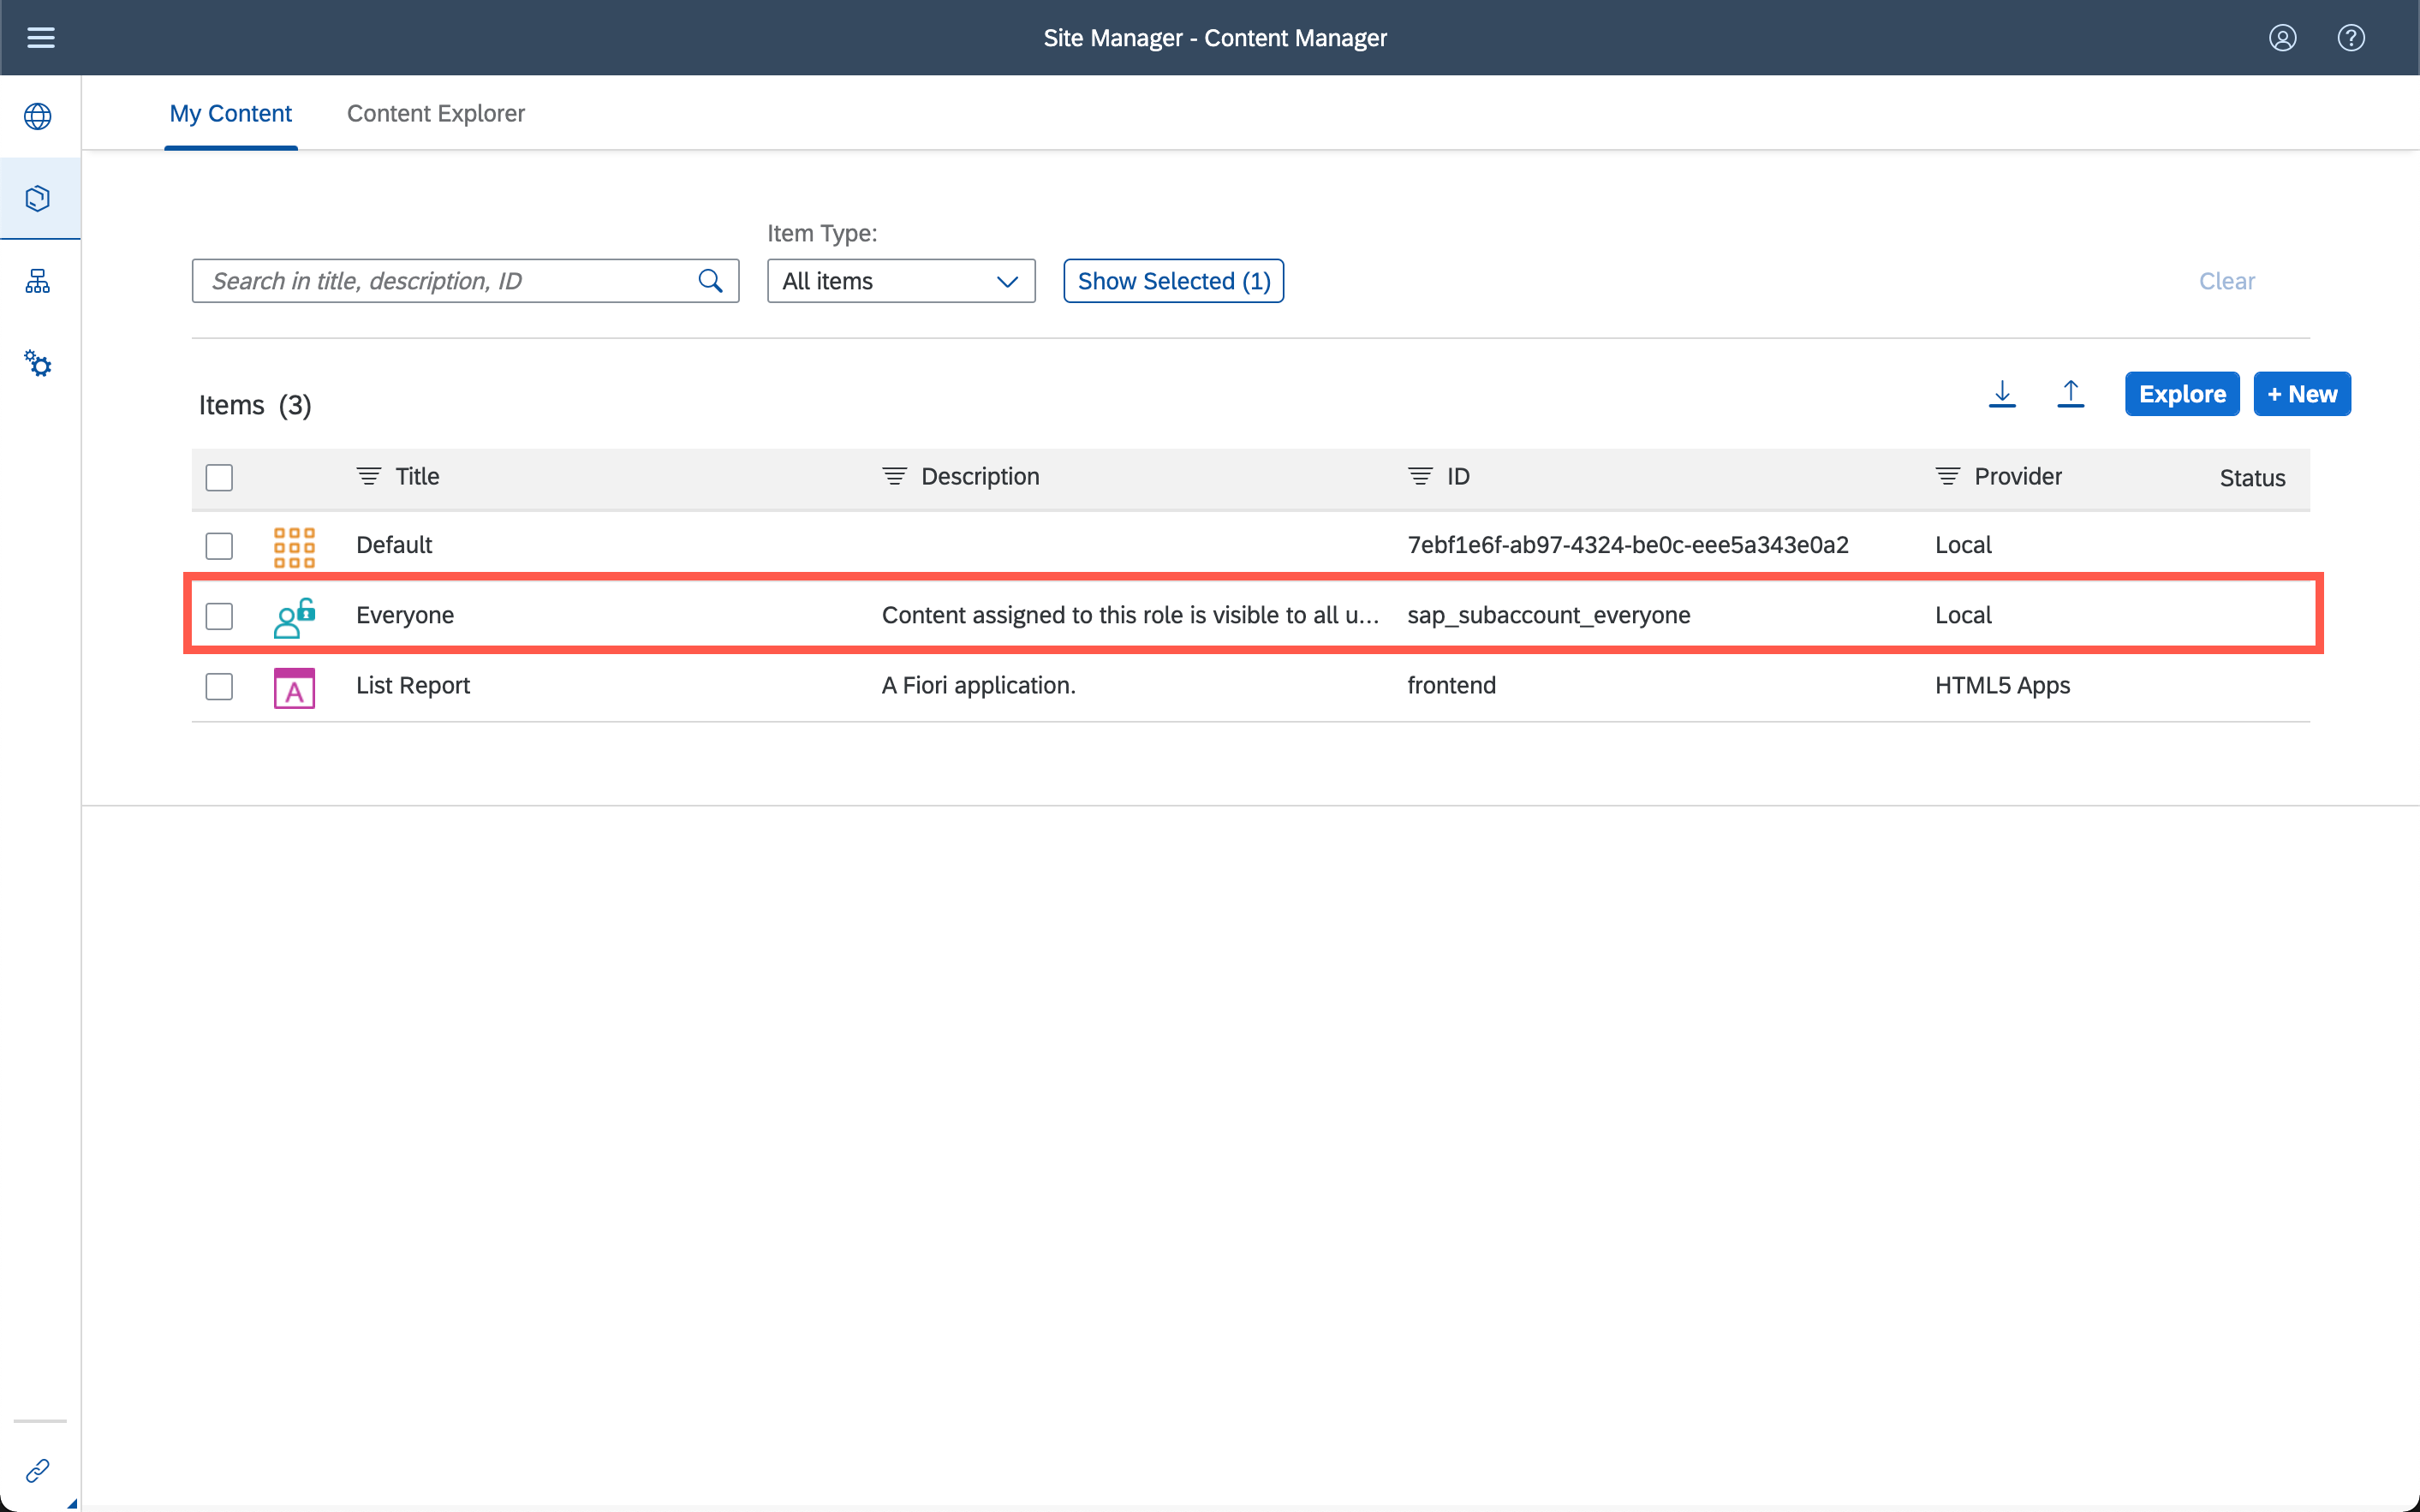 Site Manager - Content Manager
?
My Content
Content Explorer
Item Type:
Search in title, description, ID
All items
Show Selected (1)
Clear
Items (3)
Explore
+ New
Title
Description
ID
Provider
Status
Default
7ebf1e6f-ab97-4324-be0c-eee5a343e0a2
Local
Everyone
Content assigned to this role is visible to all u...
sap_subaccount_everyone
Local
A
List Report
A Fiori application.
frontend
HTML5 Apps